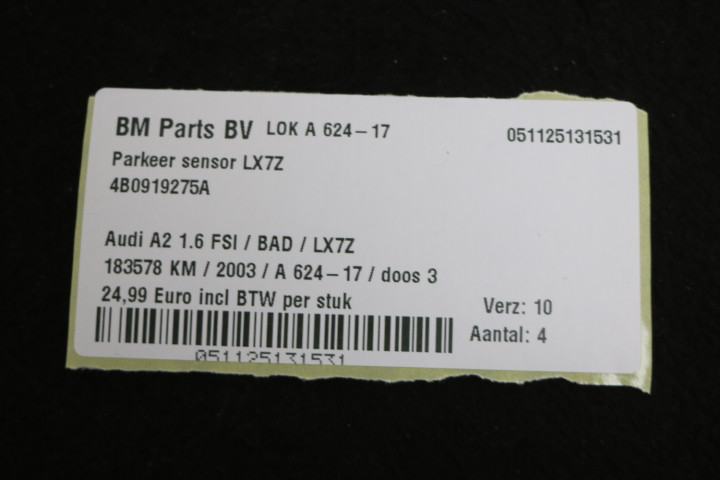 BM Parts BV LOK A 624-17
051125131531
Parkeer sensor LX7Z
4B0919275A
Audi A2 1.6 FSI / BAD / LX7Z
183578 KM / 2003 / A 624-17 / doos 3
24,99 Euro incl BTW per stuk
Verz: 10
Aantal: 4
051125131531